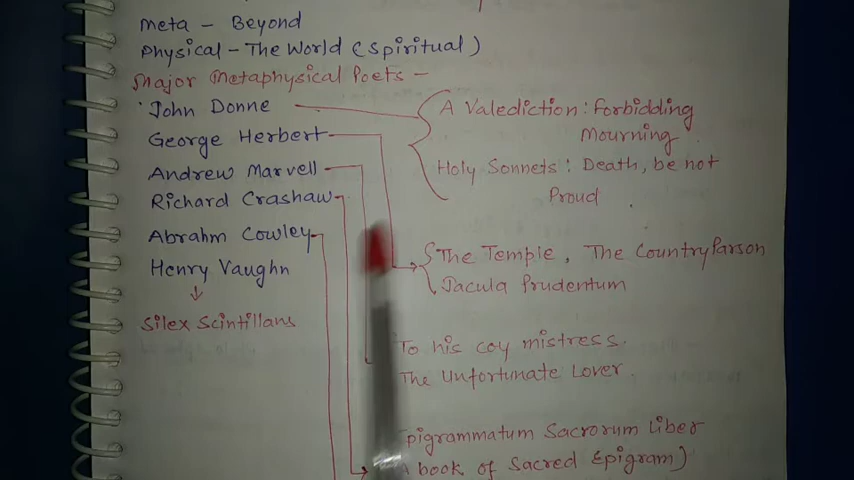 Meta - Beyond
Physical - The World (Spiritual)
Major Metaphysical Poets -
John Donne
A Valediction: Forbidding
Mourning
Holy Sonnets: Death, be not
Proud
George Herbert
The Temple, The Country Parson
Jacula Prudentum
Andrew Marvell
To his coy mistress.
The Unfortunate Lover.
Richard Crashaw
pigrammatum Sacrorum Liber
book of Sacred Epigram)
Abrahm Cowley
Henry Vaughn
Silex Scintillans